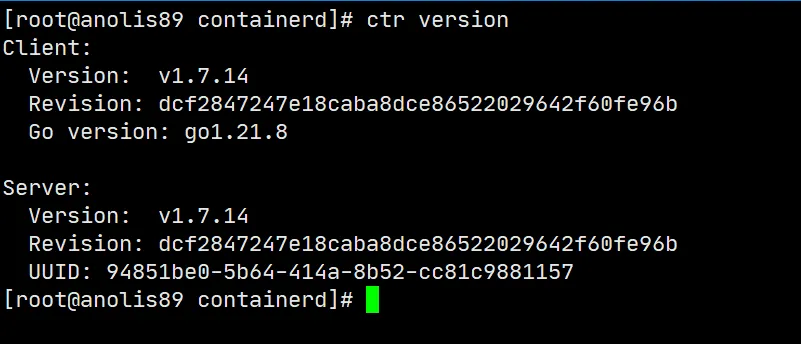 [root@anolis89 containerd]# ctr version
Client:
  Version:  v1.7.14
  Revision: dcf2847247e18caba8dce86522029642f60fe96b
  Go version: go1.21.8

Server:
  Version:  v1.7.14
  Revision: dcf2847247e18caba8dce86522029642f60fe96b
  UUID: 94851be0-5b64-414a-8b52-cc81c9881157
[root@anolis89 containerd]#